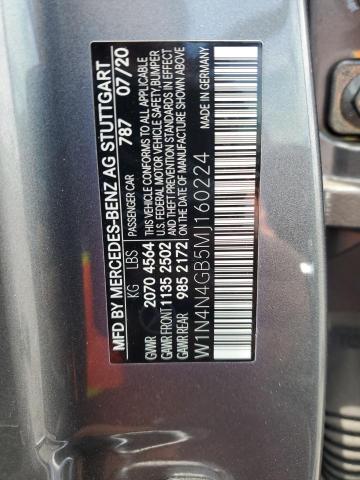 MFD BY MERCEDES-BENZ AG STUTTGART
PASSENGER CAR 787 07/20
KG LBS
GVWR 2070 4564
GAWR FRONT 1135 2502
GAWR REAR 985 2172
THIS VEHICLE CONFORMS TO ALL APPLICABLE
U.S. FEDERAL MOTOR VEHICLE SAFETY, BUMPER
AND THEFT PREVENTION STANDARDS IN EFFECT
ON THE DATE OF MANUFACTURE SHOWN ABOVE
MADE IN GERMANY
W1N4N4GB5MJ160224